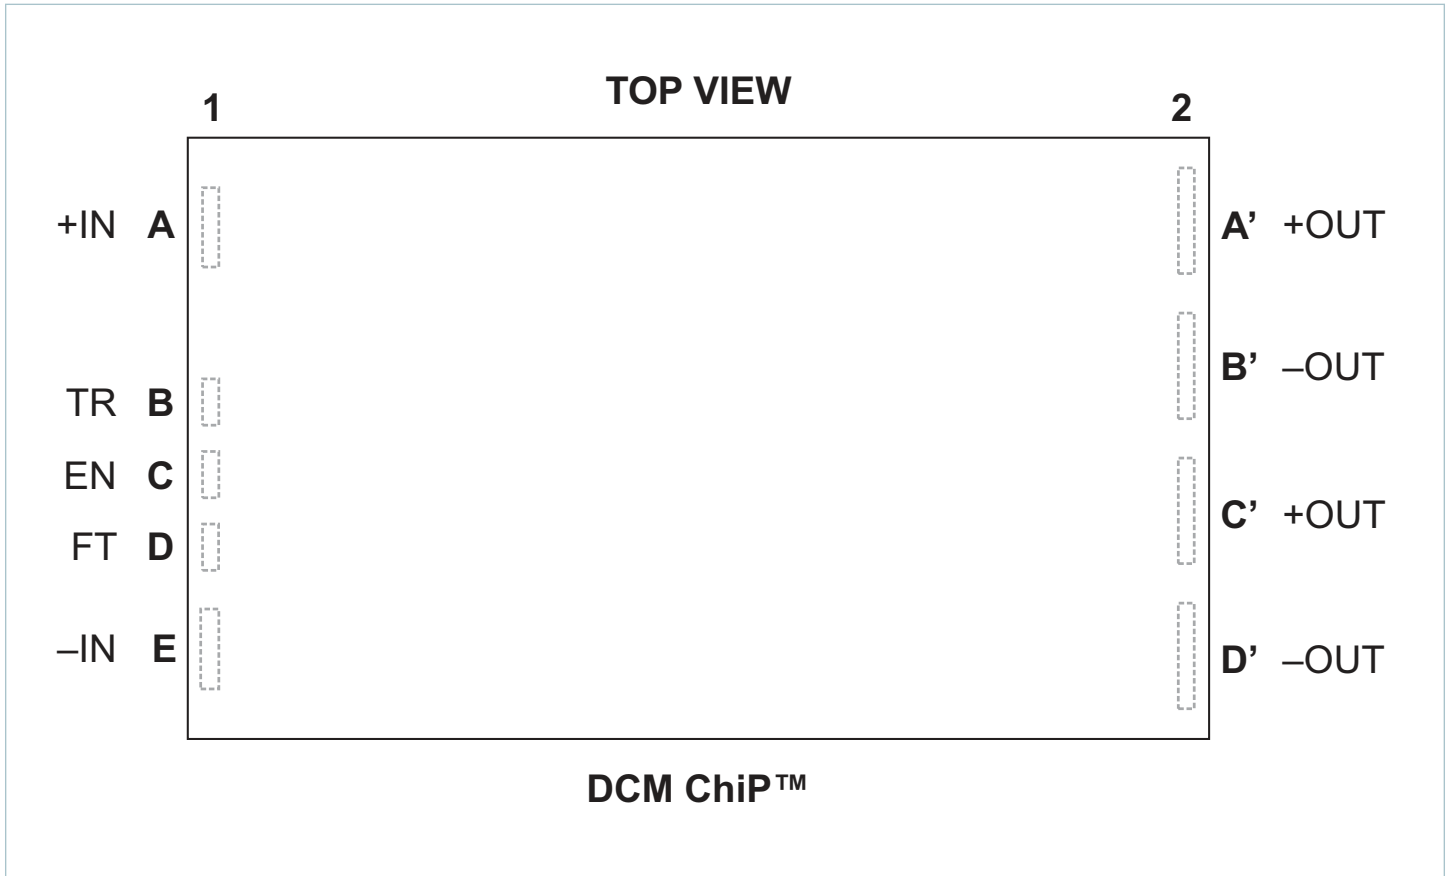 TOP VIEW
1 2
+IN A
A’ +OUT
B’ –OUT
TR B
EN C
C’ +OUT
FT D
–IN E
D’ –OUT
DCM ChiP™